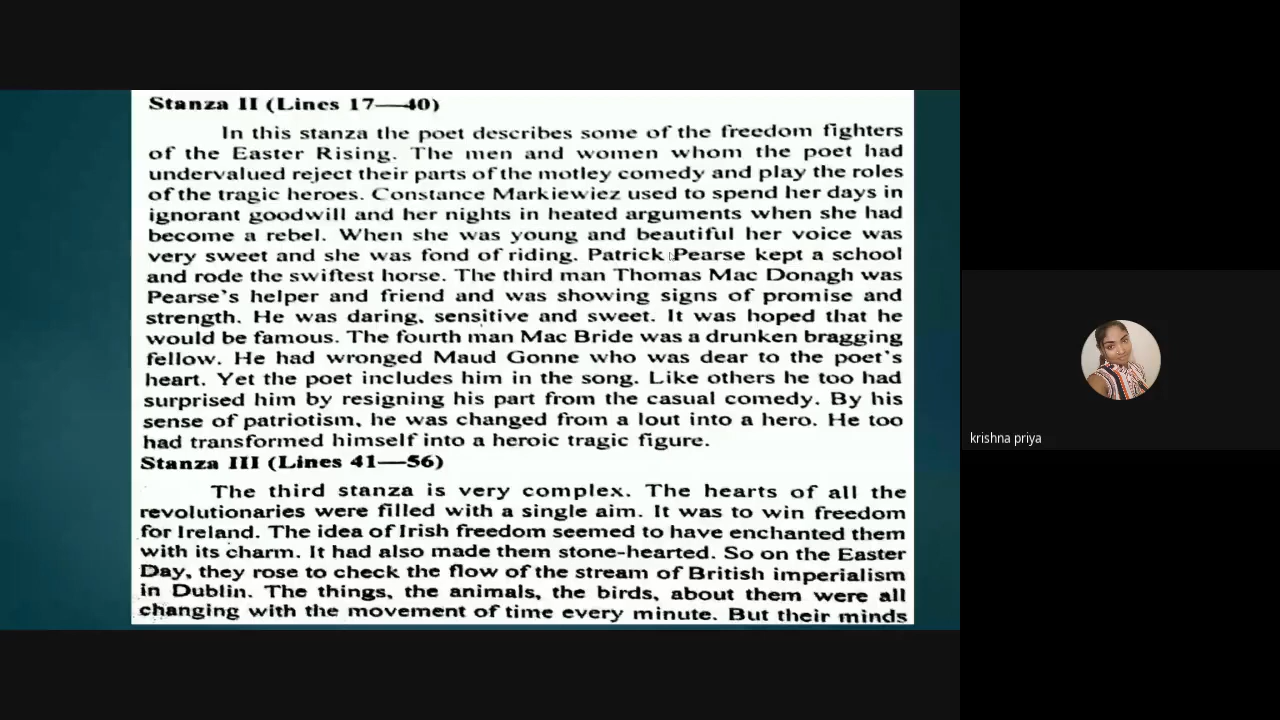 Stanza II (Lines 17—40)
In this stanza the poet describes some of the freedom fighters
of the Easter Rising. The men and women whom the poet had
undervalued reject their parts of the motley comedy and play the roles
of the tragic heroes. Constance Markiewiez used to spend her days in
ignorant goodwill and her nights in heated arguments when she had
become a rebel. When she was young and beautiful her voice was
very sweet and she was fond of riding. Patrick Pearse kept a school
and rode the swiftest horse. The third man Thomas Mac Donagh was
Pearse's helper and friend and was showing signs of promise and
strength. He was daring, sensitive and sweet. It was hoped that he
would be famous. The fourth man Mac Bride was a drunken bragging
fellow. He had wronged Maud Gonne who was dear to the poet's
heart. Yet the poet includes him in the song. Like others he too had
surprised him by resigning his part from the casual comedy. By his
sense of patriotism, he was changed from a lout into a hero. He too
had transformed himself into a heroic tragic figure.
Stanza III (Lines 41—56)
The third stanza is very complex. The hearts of all the
revolutionaries were filled with a single aim. It was to win freedom
for Ireland. The idea of Irish freedom seemed to have enchanted them
with its charm. It had also made them stone-hearted. So on the Easter
Day, they rose to check the flow of the stream of British imperialism
in Dublin. The things, the animals, the birds, about them were all
changing with the movement of time every minute. But their minds
krishna priya